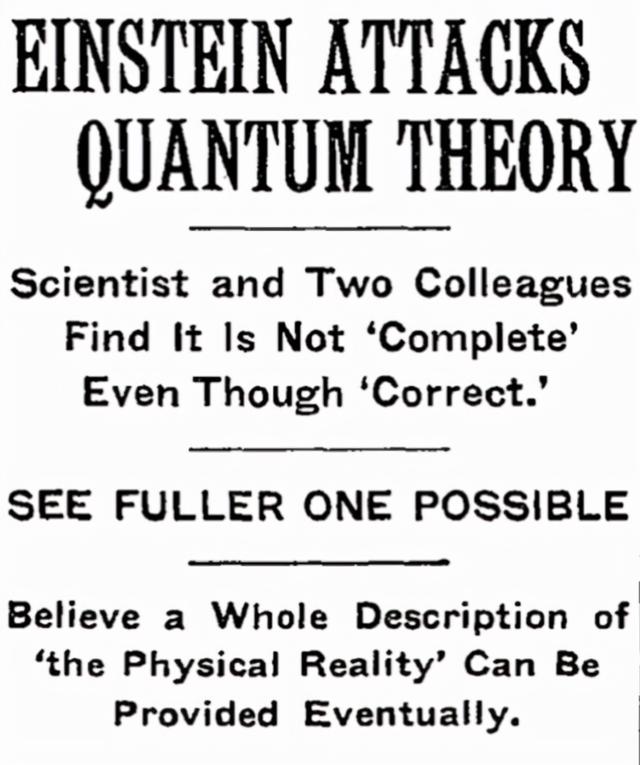 EINSTEIN ATTACKS
QUANTUM THEORY
Scientist and Two Colleagues
Find It Is Not ‘Complete’
Even Though ‘Correct.’
SEE FULLER ONE POSSIBLE
Believe a Whole Description of
‘the Physical Reality’ Can Be
Provided Eventually.